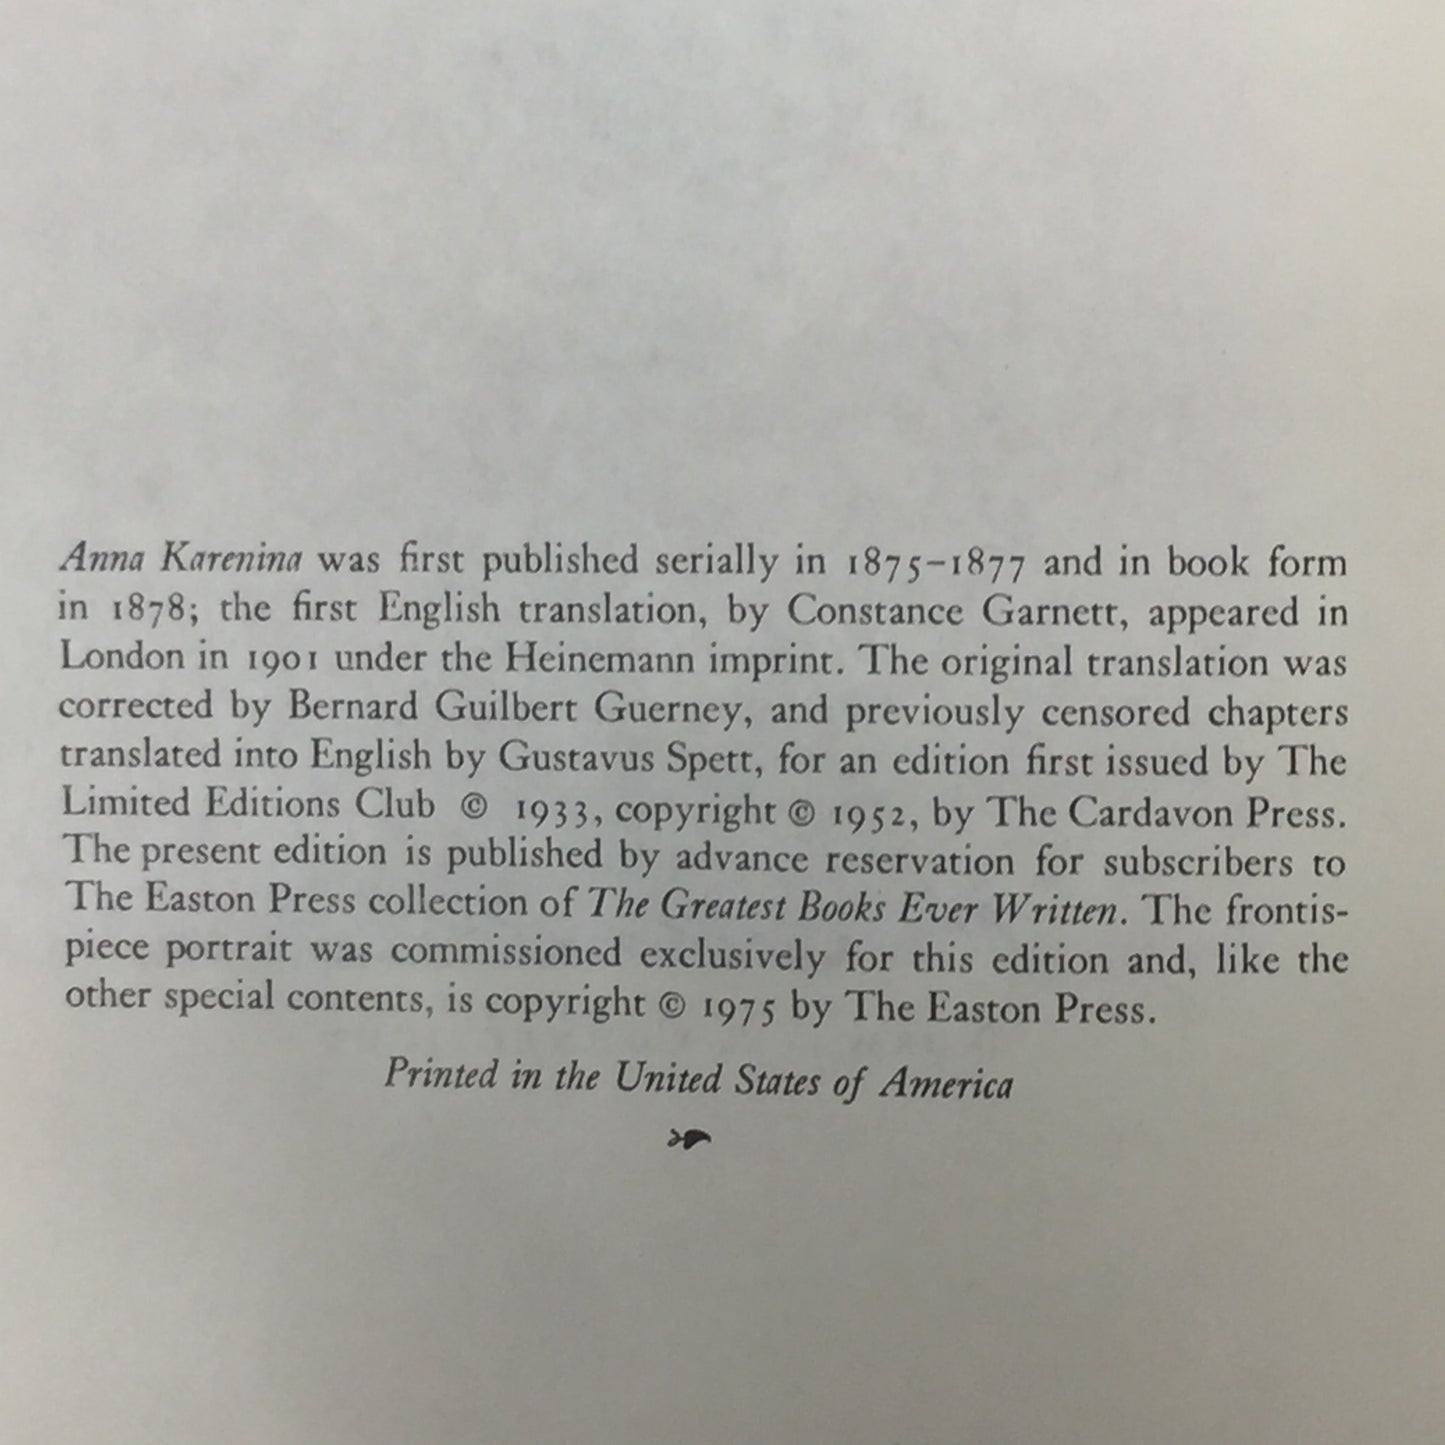 Anna Karenina was first published serially in 1875–1877 and in book form
in 1878; the first English translation, by Constance Garnett, appeared in
London in 1901 under the Heinemann imprint. The original translation was
corrected by Bernard Guilbert Guerney, and previously censored chapters
translated into English by Gustavus Spett, for an edition first issued by The
Limited Editions Club © 1933, copyright © 1952, by The Cardavon Press.
The present edition is published by advance reservation for subscribers to
The Easton Press collection of The Greatest Books Ever Written. The frontis-
piece portrait was commissioned exclusively for this edition and, like the
other special contents, is copyright © 1975 by The Easton Press.
Printed in the United States of America